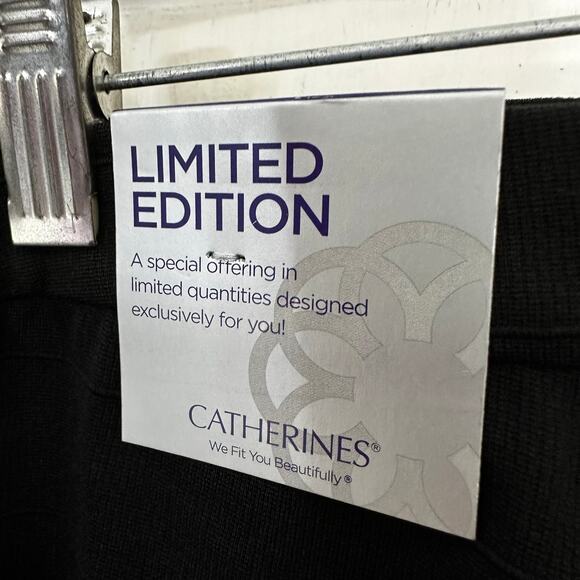 LIMITED
EDITION
A special offering in
limited quantities designed
exclusively for you!
CATHERINES®
We Fit You Beautifully®